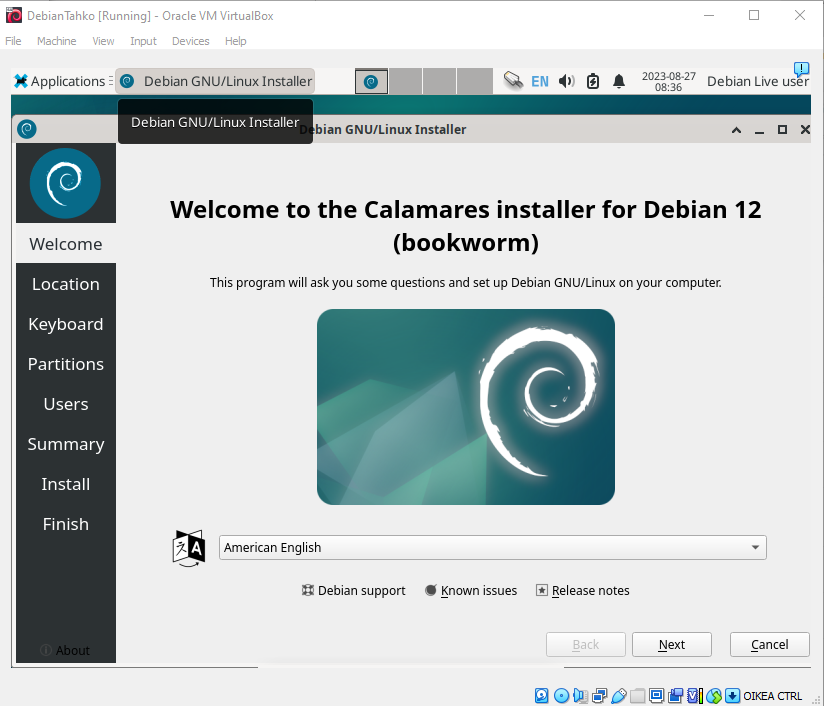 DebianTahko [Running] - Oracle VM VirtualBox
File Machine View Input Devices Help
Applications Debian GNU/Linux Installer EN 2023-08-27 08:36 Debian Live user
Debian GNU/Linux Installer
Debian GNU/Linux Installer
Welcome to the Calamares installer for Debian 12
(bookworm)
This program will ask you some questions and set up Debian GNU/Linux on your computer.
Welcome
Location
Keyboard
Partitions
Users
Summary
Install
Finish
About
American English
Debian support Known issues Release notes
Back Next Cancel
OIKEA CTRL